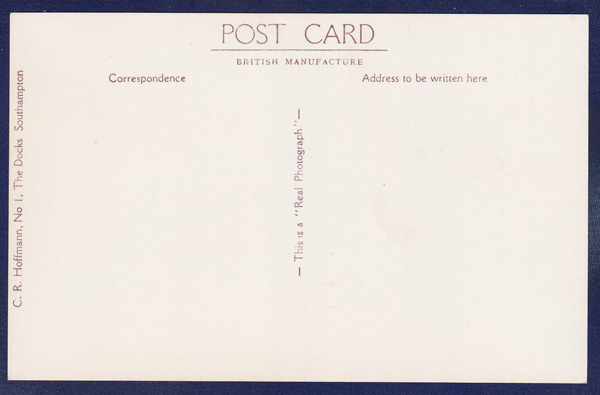 POST CARD
BRITISH MANUFACTURE
Correspondence
Address to be written here
— This is a "Real Photograph" —
C. R. Hoffmann, No 1, The Docks Southampton